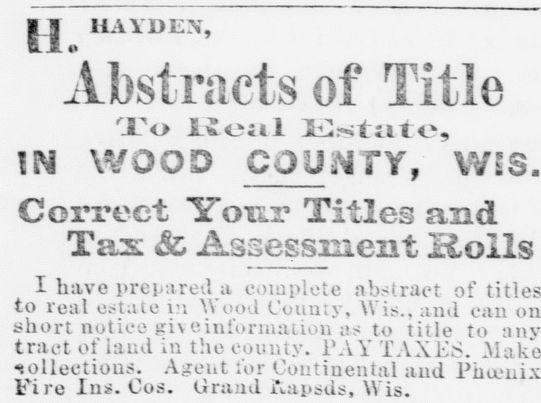 H. HAYDEN,
Abstracts of Title
To Real Estate,
IN WOOD COUNTY, WIS.
Correct Your Titles and
Tax & Assessment Rolls
I have prepared a complete abstract of titles
to real estate in Wood County, Wis., and can on
short notice give information as to title to any
tract of land in the county. PAY TAXES. Make
collections. Agent for Continental and Phœnix
Fire Ins. Cos. Grand Rapsds, Wis.